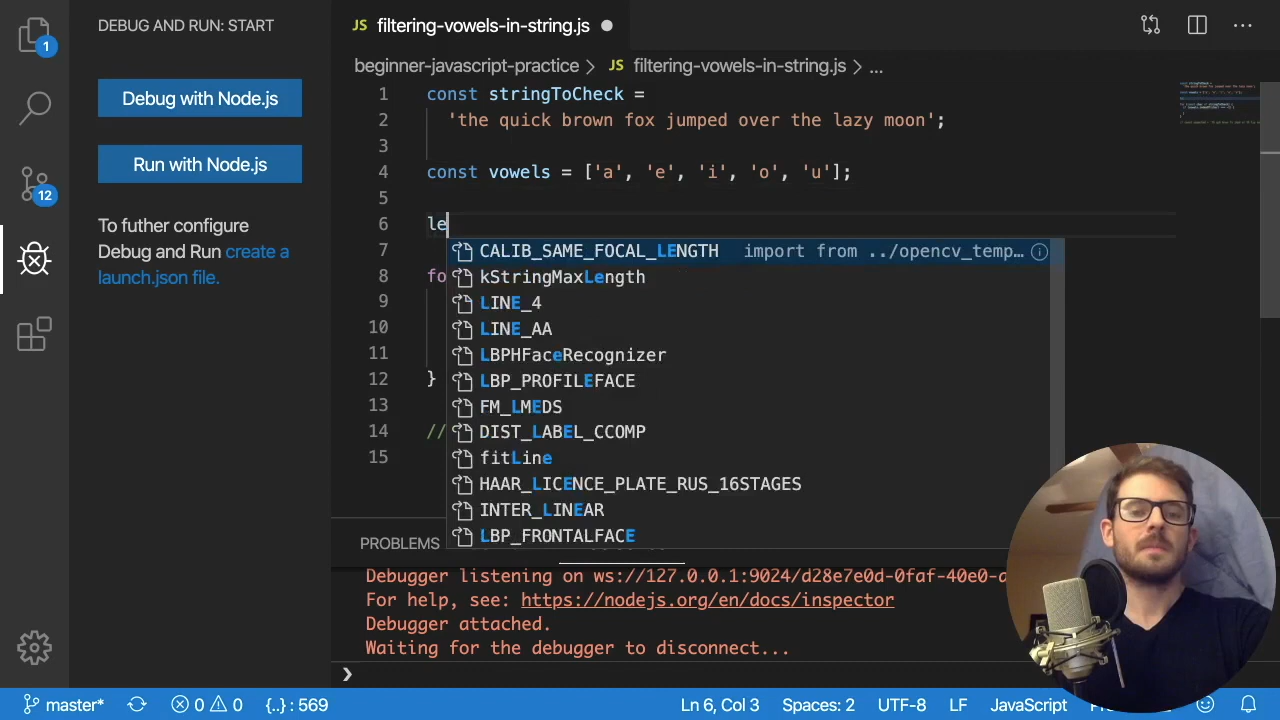 DEBUG AND RUN: START
JS filtering-vowels-in-string.js
1
Debug with Node.js
Run with Node.js
12
To futher configure
Debug and Run create a
launch.json file.
beginner-javascript-practice > JS filtering-vowels-in-string.js > ...
1 const stringToCheck =
2 'the quick brown fox jumped over the lazy moon';
3
4 const vowels = ['a', 'e', 'i', 'o', 'u'];
5
6 le
7 CALIB_SAME_FOCAL_LENGTH import from ../opencv_temp...
8 fo kStringMaxLength
9 LINE_4
10 LINE_AA
11 LBPHFaceRecognizer
12 } LBP_PROFILEFACE
13 FM_LMEDS
14 // DIST_LABEL_CCOMP
15 fitLine
HAAR_LICENCE_PLATE_RUS_16STAGES
INTER_LINEAR
LBP_FRONTALFACE
PROBLEMS
Debugger listening on ws://127.0.0.1:9024/d28e7e0d-0faf-40e0-
For help, see: https://nodejs.org/en/docs/inspector
Debugger attached.
Waiting for the debugger to disconnect...
master* 0 0 {..} : 569 Ln 6, Col 3 Spaces: 2 UTF-8 LF JavaScript